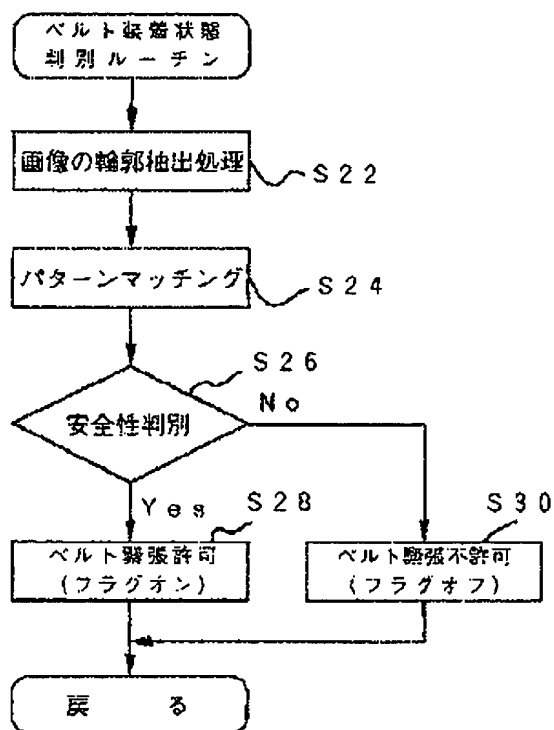 ベルト装着状態
判別ルーチン
画像の輪郭抽出処理
S22
パターンマッチング
S24
S26
安全性判別
No
Yes
S28
S30
ベルト緊張許可
(フラグオン)
ベルト緊張不許可
(フラグオフ)
戻る